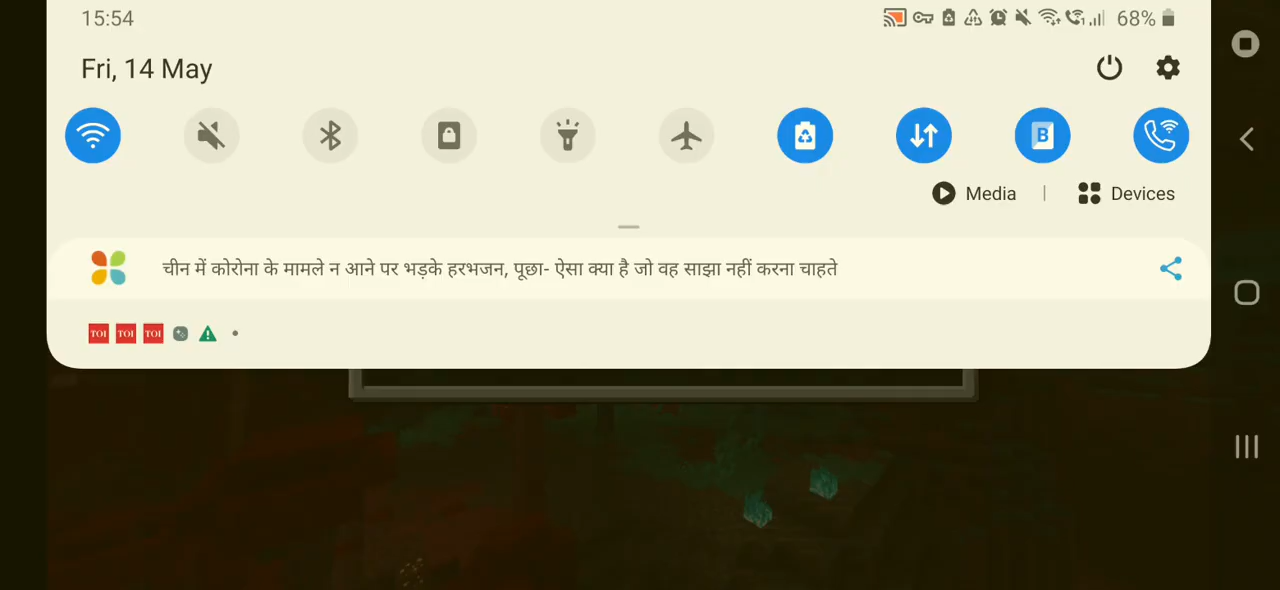 15:54
68%
Fri, 14 May
B
Media | Devices
चीन में कोरोना के मामले न आने पर भड़के हरभजन, पूछा- ऐसा क्या है जो वह साझा नहीं करना चाहते
TOI TOI TOI